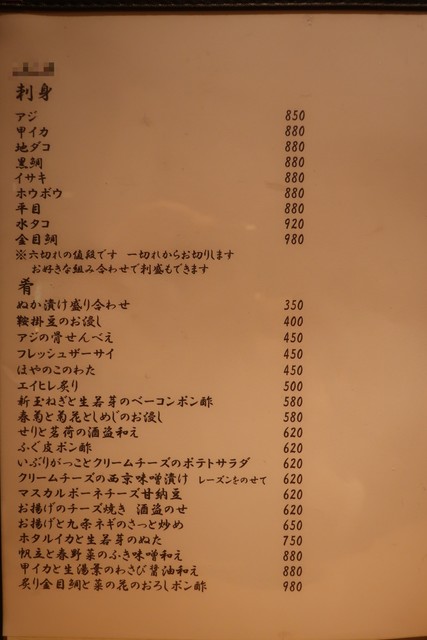 刺身
アジ 850
甲イカ 880
地ダコ 880
黒鯛 880
イサキ 880
ホウボウ 880
平目 880
水タコ 920
金目鯛 980
※六切れの値段です 一切れからお切りします
お好きな組み合わせで刺盛もできます
肴
ぬか漬け盛り合わせ 350
鞍掛豆のお浸し 400
アジの骨せんべえ 450
フレッシュザーサイ 450
ほやのこのわた 450
エイヒレ炙り 500
新玉ねぎと生若芽のベーコンポン酢 580
春菊と菊花としめじのお浸し 580
せりと茗荷の酒盗和え 620
ふぐ皮ポン酢 620
いぶりがっことクリームチーズのポテトサラダ 620
クリームチーズの西京味噌漬け レーズンをのせて 620
マスカルポーネチーズ甘納豆 620
お揚げのチーズ焼き 酒盗のせ 620
お揚げと九条ネギのさっと炒め 650
ホタルイカと生若芽のぬた 750
帆立と春野菜のふき味噌和え 880
甲イカと生湯葉のわさび醤油和え 880
炙り金目鯛と菜の花のおろしポン酢 980